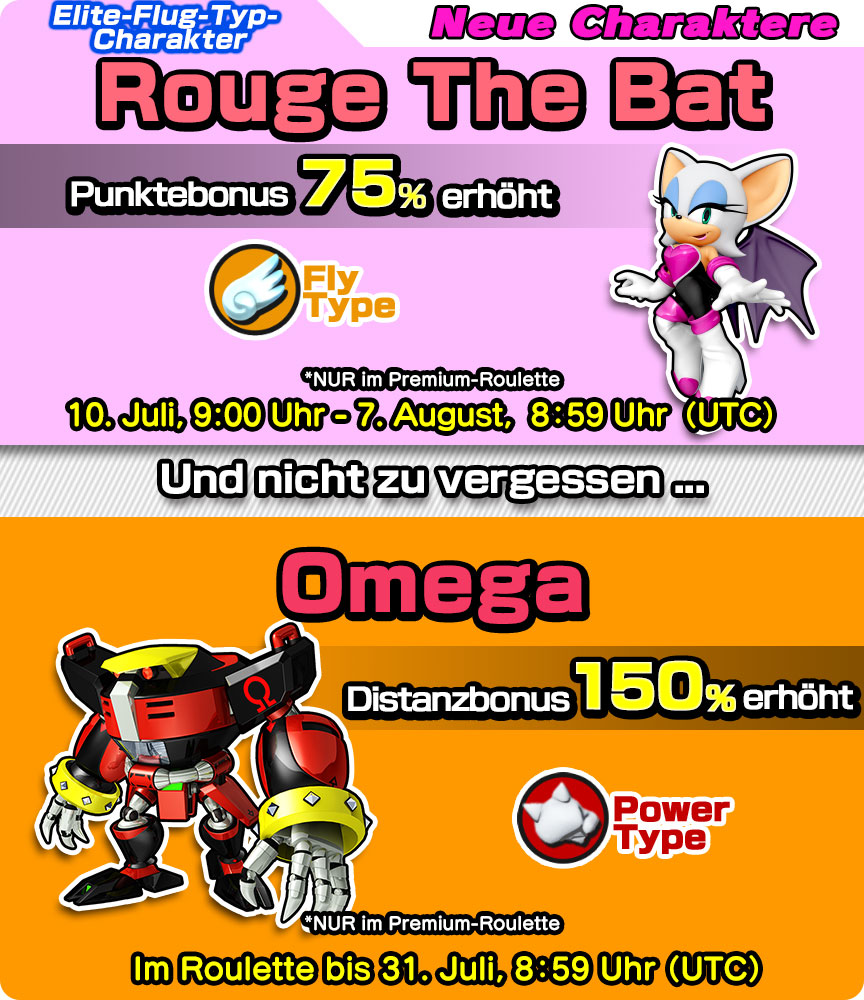 Elite-Flug-Typ-
Charakter
Neue Charaktere
Rouge The Bat
Punktebonus 75% erhöht
Fly
Type
*NUR im Premium-Roulette
10. Juli, 9:00 Uhr - 7. August, 8:59 Uhr (UTC)
Und nicht zu vergessen ...
Omega
Distanzbonus 150% erhöht
Power
Type
*NUR im Premium-Roulette
Im Roulette bis 31. Juli, 8:59 Uhr (UTC)